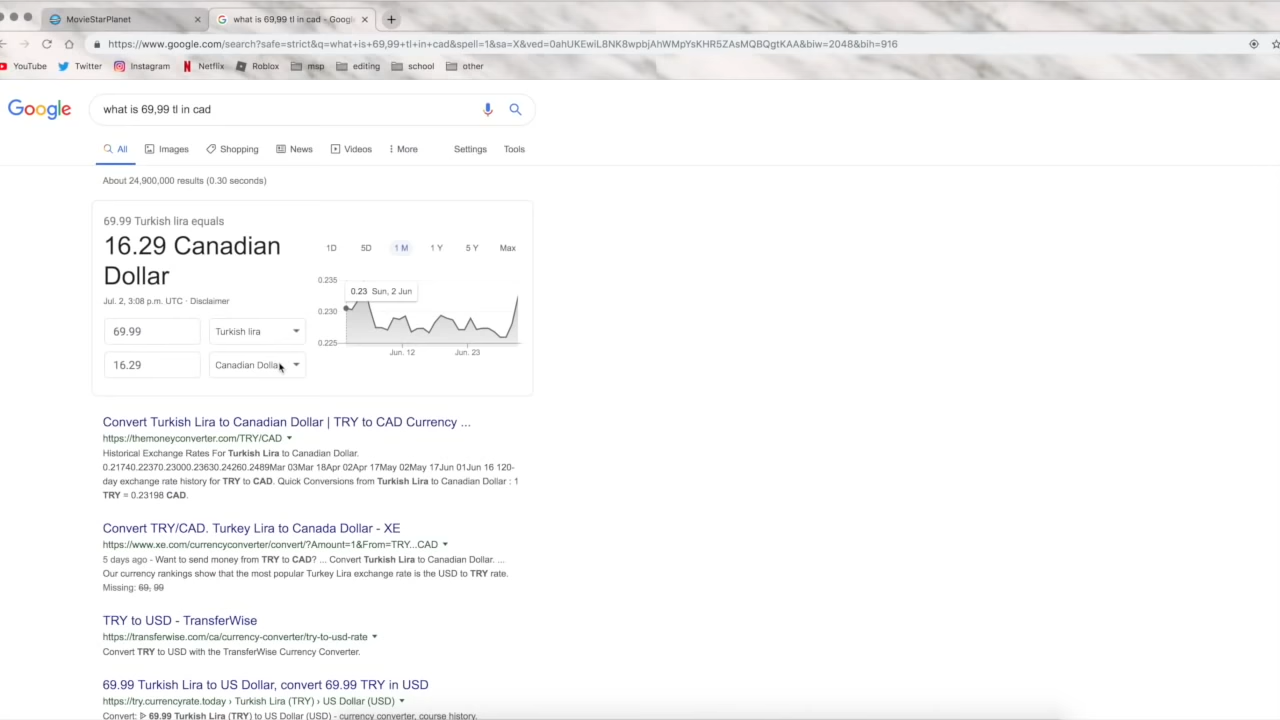 MovieStarPlanet
what is 69,99 tl in cad - Google
https://www.google.com/search?safe=strict&q=what+is+69,99+tl+in+cad&spell=1&sa=X&ved=0ahUKEwiL8NK8wpbjAhWMpYsKHR5ZAsMQBQgtKAA&biw=2048&bih=916
YouTube Twitter Instagram Netflix Roblox msp editing school other
Google what is 69,99 tl in cad
All Images Shopping News Videos More Settings Tools
About 24,900,000 results (0.30 seconds)
69.99 Turkish lira equals
16.29 Canadian
Dollar
Jul. 2, 3:08 p.m. UTC · Disclaimer
69.99 Turkish lira
16.29 Canadian Dolla
1D 5D 1 M 1 Y 5 Y Max
0.235
0.23 Sun, 2 Jun
0.230
0.225
Jun. 12 Jun. 23
Convert Turkish Lira to Canadian Dollar | TRY to CAD Currency ...
https://themoneyconverter.com/TRY/CAD
Historical Exchange Rates For Turkish Lira to Canadian Dollar.
0.21740.22370.23000.23630.24260.2489Mar 03Mar 18Apr 02Apr 17May 02May 17Jun 01Jun 16 120-
day exchange rate history for TRY to CAD. Quick Conversions from Turkish Lira to Canadian Dollar : 1
TRY = 0.23198 CAD.
Convert TRY/CAD. Turkey Lira to Canada Dollar - XE
https://www.xe.com/currencyconverter/convert/?Amount=1&From=TRY...CAD
5 days ago - Want to send money from TRY to CAD? ... Convert Turkish Lira to Canadian Dollar. ...
Our currency rankings show that the most popular Turkey Lira exchange rate is the USD to TRY rate.
Missing: 69, 99
TRY to USD - TransferWise
https://transferwise.com/ca/currency-converter/try-to-usd-rate
Convert TRY to USD with the TransferWise Currency Converter.
69.99 Turkish Lira to US Dollar, convert 69.99 TRY in USD
https://try.currencyrate.today › Turkish Lira (TRY) › US Dollar (USD)
Convert: ᐈ 69.99 Turkish Lira (TRY) to US Dollar (USD) - currency converter, course history.